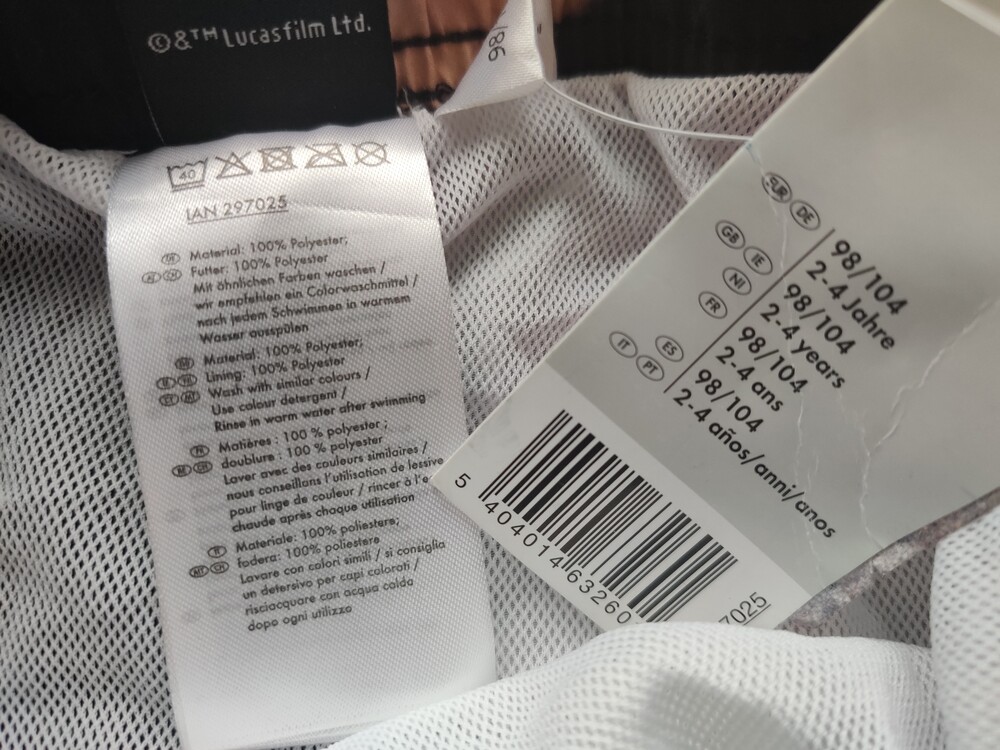 ©&™ Lucasfilm Ltd.
/98
40
IAN 297025
Material: 100% Polyester;
Futter: 100% Polyester
Mit ähnlichen Farben waschen /
wir empfehlen ein Colorwaschmittel /
nach jedem Schwimmen in warmem
Wasser ausspülen
Material: 100% Polyester;
Lining: 100% Polyester
Wash with similar colours /
Use colour detergent /
Rinse in warm water after swimming
Matières : 100 % polyester ;
doublure : 100 % polyester
Laver avec des couleurs similaires /
nous conseillons l'utilisation de lessive
pour linge de couleur / rincer à l'e
chaude après chaque utilisation
Materiale: 100% poliestere;
fodera: 100% poliestere
Lavare con colori simili / si consiglia
un detersivo per capi colorati /
risciacquare con acqua calda
dopo ogni utilizzo
EUR DE
98/104
2-4 Jahre
GB IE
98/104
2-4 years
NI
FR
98/104
2-4 ans
ES
IT PT
98/104
2-4 años/anni/anos
5 404014 63260
7025